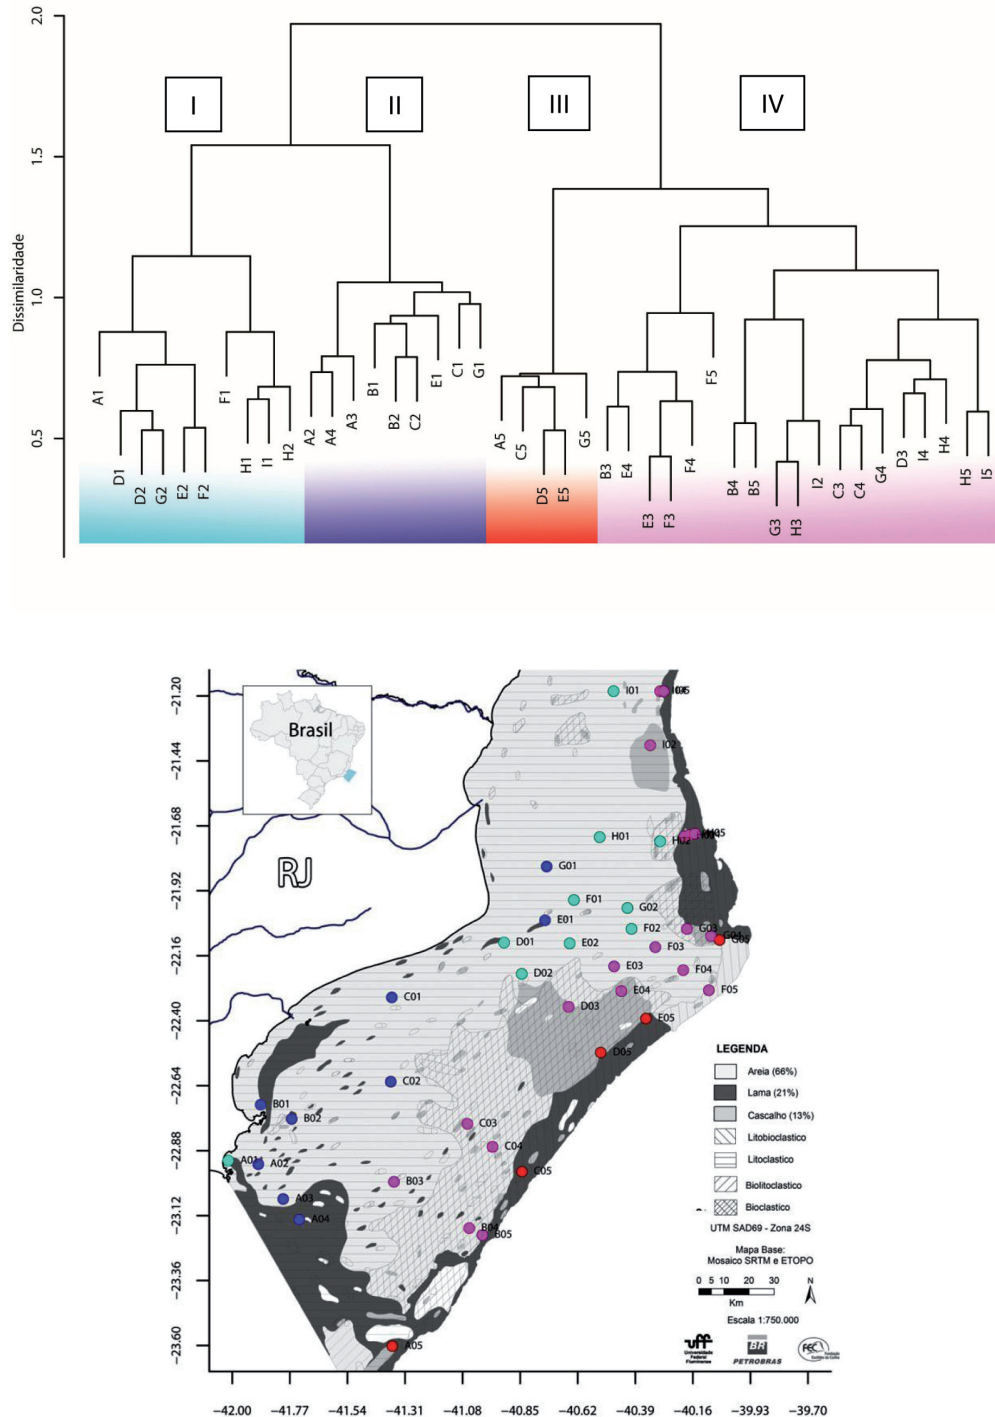 2.0
1.5
1.0
0.5
Dissimilaridade
I
II
III
IV
A1
D1
D2
G2
E2
F2
F1
H1
I1
H2
A2
A4
A3
B1
B2
C2
E1
C1
G1
A5
C5
D5
E5
G5
B3
E4
E3
F3
F4
F5
B4
B5
G3
H3
I2
C3
C4
G4
D3
I4
H4
H5
I5
−21.20
−21.44
−21.68
−21.92
−22.16
−22.40
−22.64
−22.88
−23.12
−23.36
−23.60
Brasil
RJ
I01
I02
H01
H02
G01
F01
G02
E01
F02
G03
G05
D01
E02
F03
D02
E03
F04
E04
F05
C01
D03
D05
C02
B01
B02
C03
C04
A01
A02
C05
B03
A03
A04
B04
B05
A05
LEGENDA
Areia (66%)
Lama (21%)
Cascalho (13%)
Litobioclastico
Litoclastico
Biolitoclastico
Bioclastico
UTM SAD69 - Zona 24S
Mapa Base:
Mosaico SRTM e ETOPO
0 5 10 20 30
Km
N
Escala 1:750.000
uff
Universidade
Federal
Fluminense
BR
PETROBRAS
FEC
−42.00 −41.77 −41.54 −41.31 −41.08 −40.85 −40.62 −40.39 −40.16 −39.93 −39.70